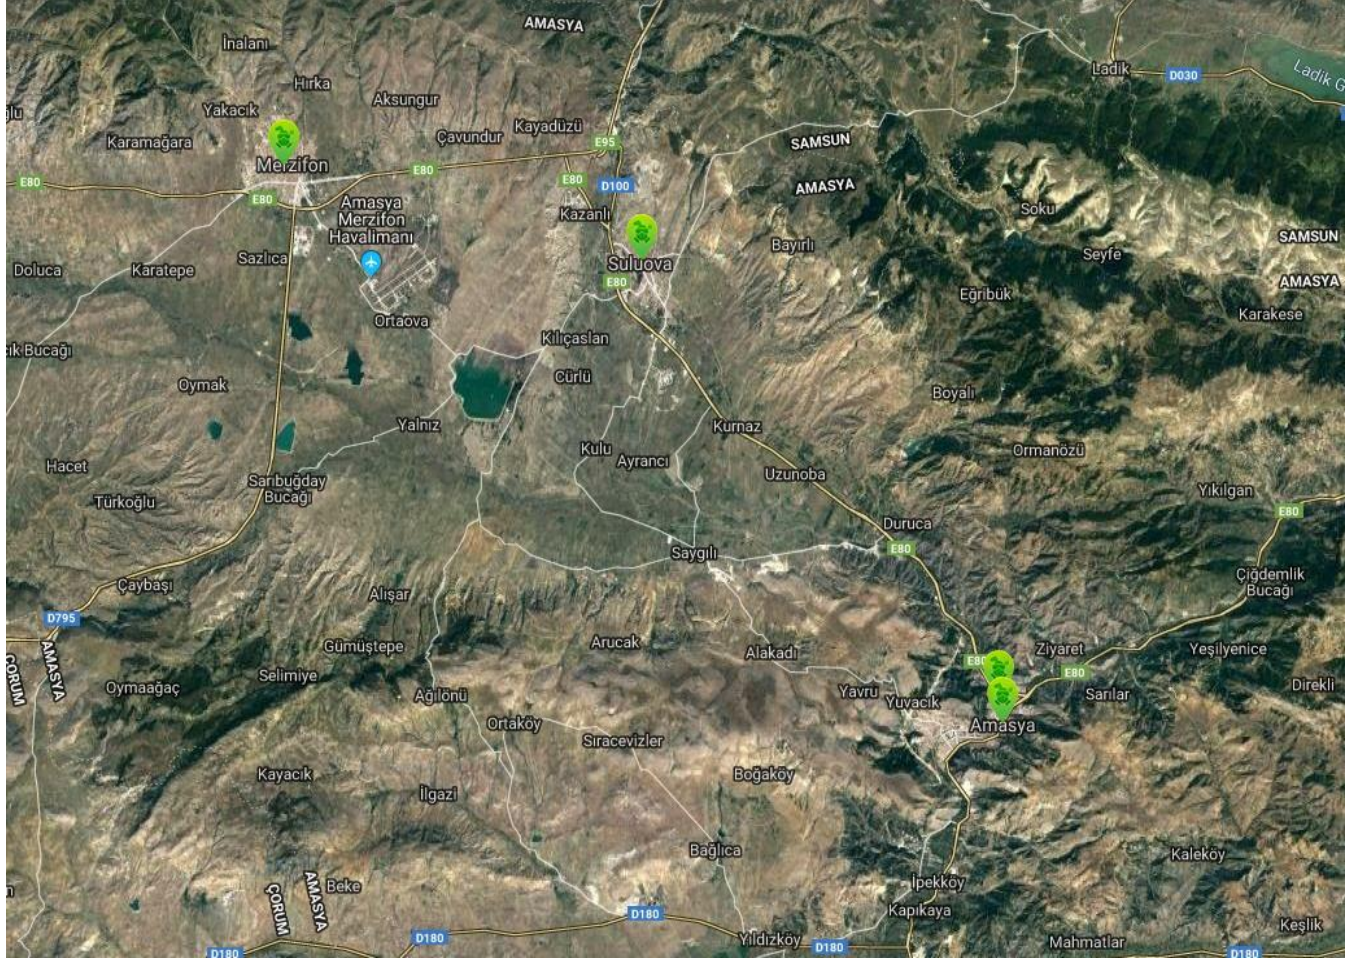 AMASYA
İnalanı
Ladik
D030
Ladik G
Hırka
Aksungur
Yakacık
Karamağara
Çavundur
Kayadüzü
E95
SAMSUN
Merzifon
E80
E80
E80
D100
AMASYA
E80
Amasya
Merzifon
Havalimanı
Kazanlı
Soku
Bayırlı
SAMSUN
Sazlıca
Suluova
Seyfe
Doluca
Karatepe
E80
AMASYA
Eğribük
Karakese
Ortaova
Kılıçaslan
ık Bucağı
Cürlü
Oymak
Boyalı
Yalnız
Kurnaz
Kulu
Ayrancı
Ormanözü
Hacet
Uzunoba
Sarıbuğday
Bucağı
Türkoğlu
Yıkılgan
E80
Duruca
Saygılı
E80
Çaybaşı
Alışar
Çiğdemlik
Bucağı
D795
Arucak
Gümüştepe
Alakadı
Ziyaret
Yeşilyenice
E80
E80
AMASYA
ÇORUM
Selimiye
Oymaağaç
Ağılönü
Yavru
Yuvacık
Sarılar
Direkli
Ortaköy
Amasya
Sıracevizler
Kayacık
Boğaköy
İlgazi
Bağlıca
Kaleköy
Beke
AMASYA
ÇORUM
İpekköy
D180
Kapıkaya
Keşlik
D180
Yıldızköy
D180
Mahmatlar
D180
D180